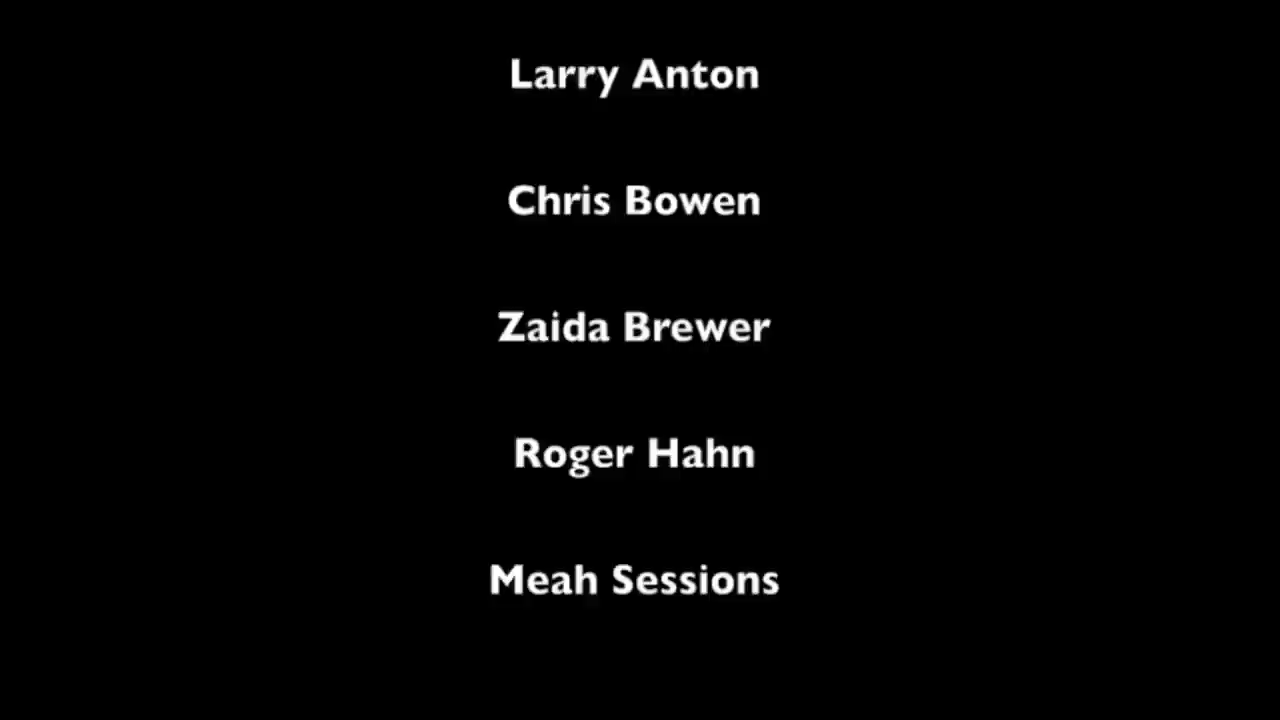 Larry Anton
Chris Bowen
Zaida Brewer
Roger Hahn
Meah Sessions